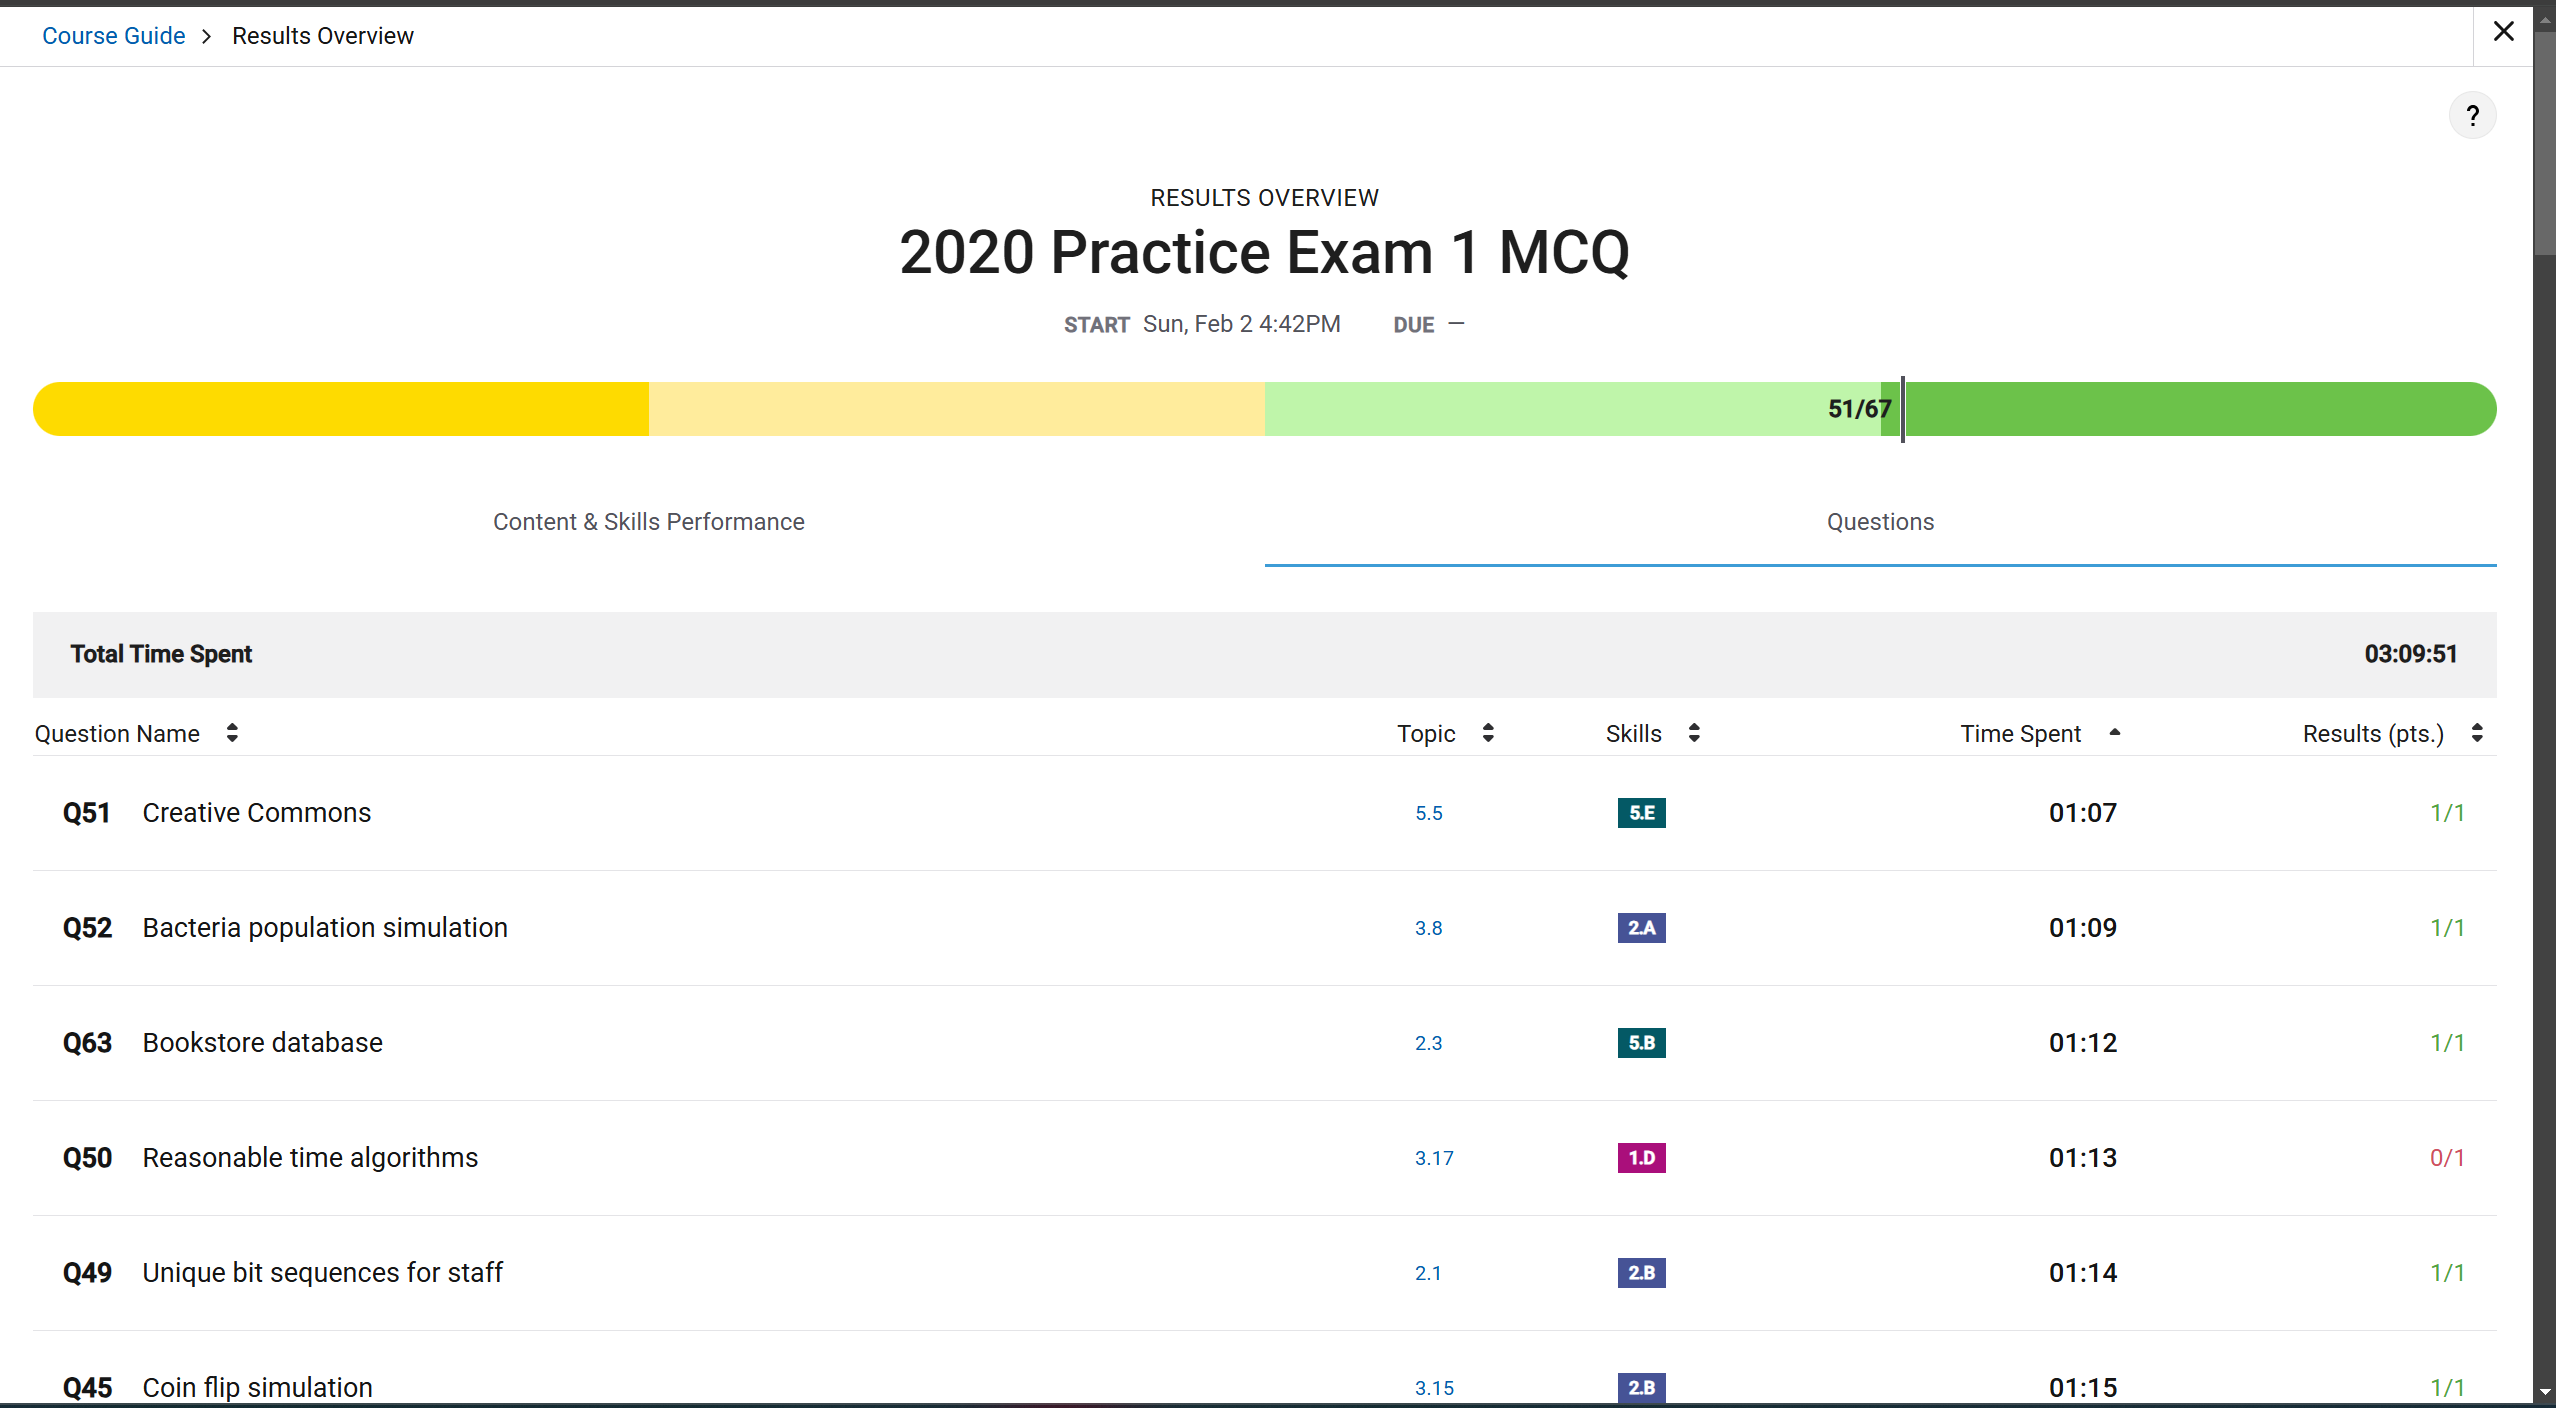 Course Guide > Results Overview
?
RESULTS OVERVIEW
2020 Practice Exam 1 MCQ
START Sun, Feb 2 4:42PM DUE —
51/67
Content & Skills Performance Questions
Total Time Spent 03:09:51
Question Name Topic Skills Time Spent Results (pts.)
Q51 Creative Commons 5.5 5.E 01:07 1/1
Q52 Bacteria population simulation 3.8 2.A 01:09 1/1
Q63 Bookstore database 2.3 5.B 01:12 1/1
Q50 Reasonable time algorithms 3.17 1.D 01:13 0/1
Q49 Unique bit sequences for staff 2.1 2.B 01:14 1/1
Q45 Coin flip simulation 3.15 2.B 01:15 1/1